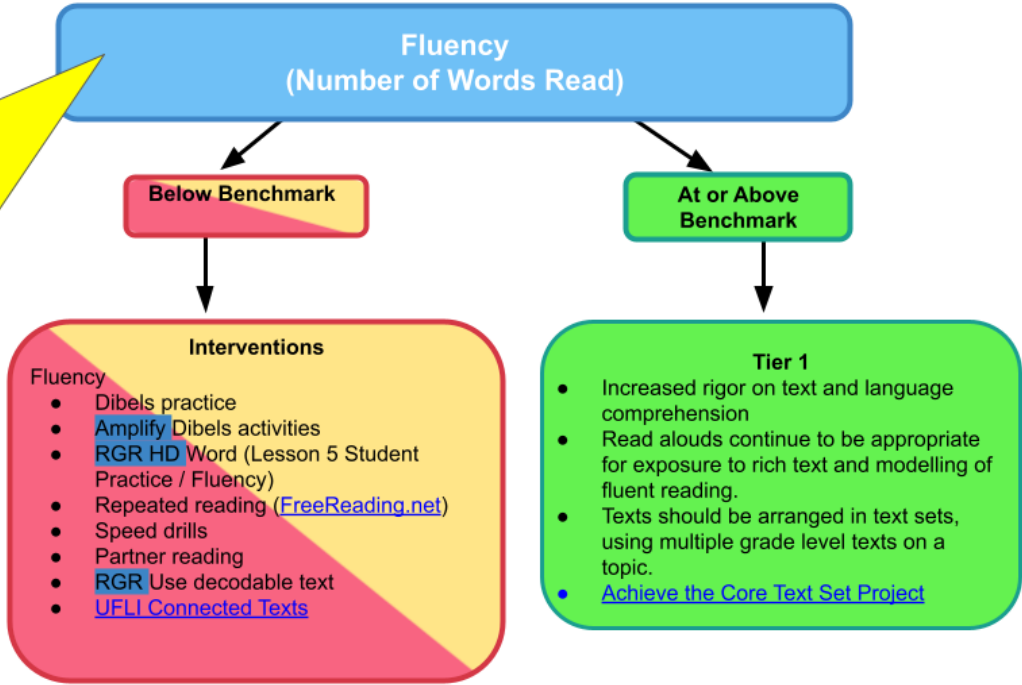 Fluency
(Number of Words Read)
Below Benchmark
At or Above
Benchmark
Interventions
Fluency
● Dibels practice
● Amplify Dibels activities
● RGR HD Word (Lesson 5 Student
Practice / Fluency)
● Repeated reading (FreeReading.net)
● Speed drills
● Partner reading
● RGR Use decodable text
● UFLI Connected Texts
Tier 1
● Increased rigor on text and language
comprehension
● Read alouds continue to be appropriate
for exposure to rich text and modelling of
fluent reading.
● Texts should be arranged in text sets,
using multiple grade level texts on a
topic.
● Achieve the Core Text Set Project